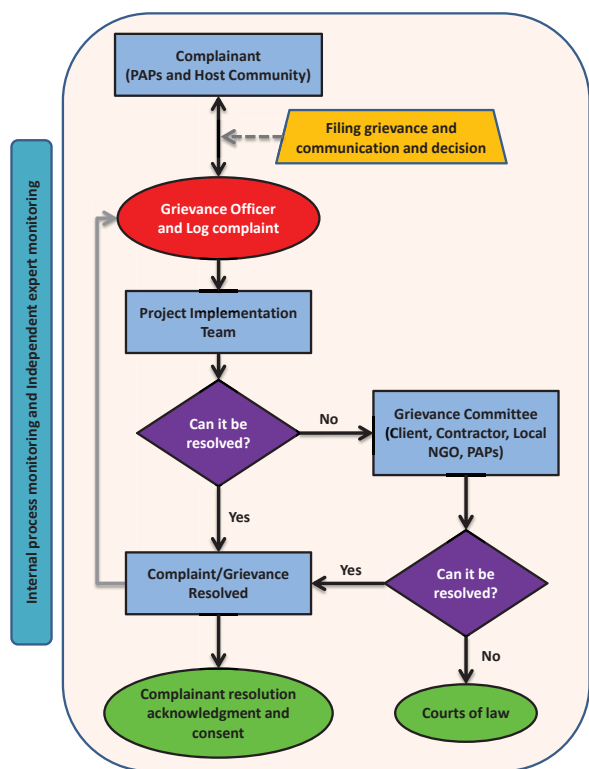 Complainant
(PAPs and Host Community)
Filing grievance and
communication and decision
Internal process monitoring and Independent expert monitoring
Grievance Officer
and Log complaint
Project Implementation
Team
Can it be
resolved?
No
Grievance Committee
(Client, Contractor, Local
NGO, PAPs)
Yes
Complaint/Grievance
Resolved
Yes
Can it be
resolved?
No
Complainant resolution
acknowledgment and
consent
Courts of law